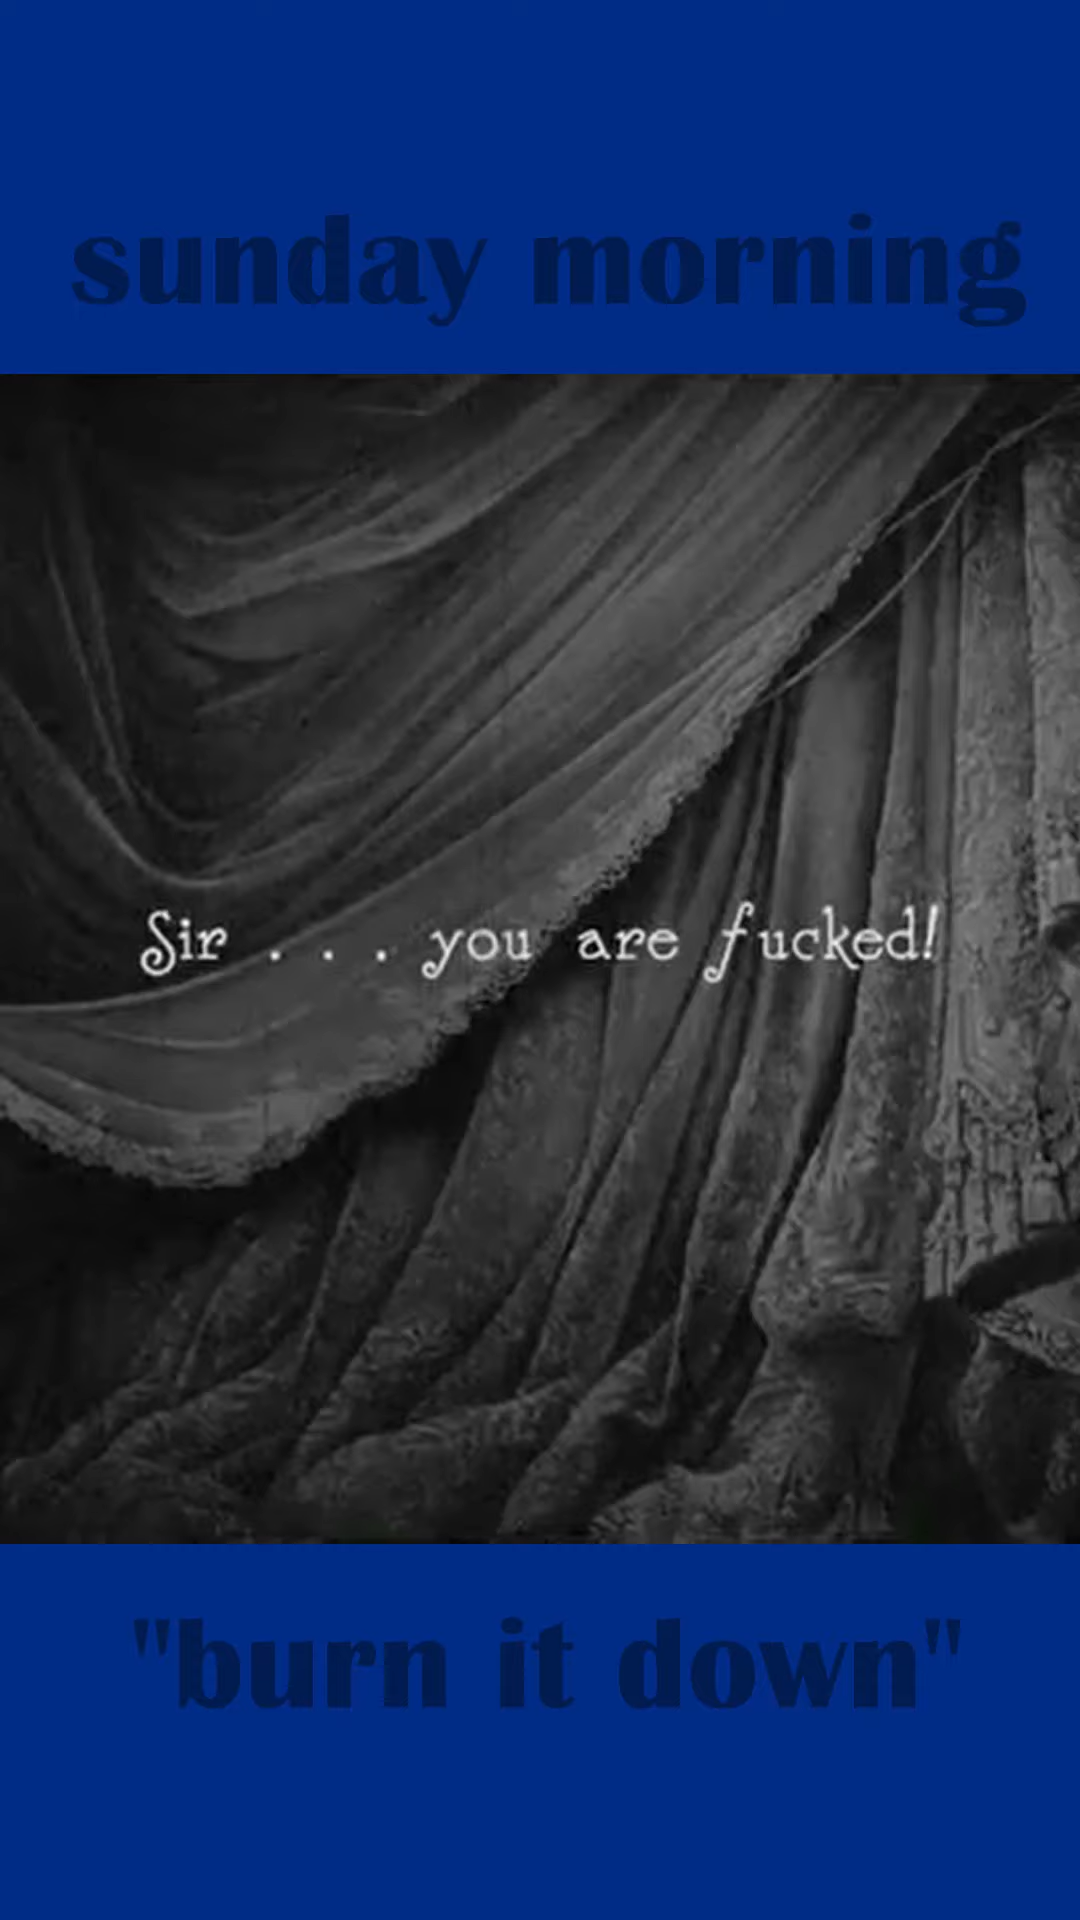 sunday morning
Sir . . . you are fucked!
"burn it down"